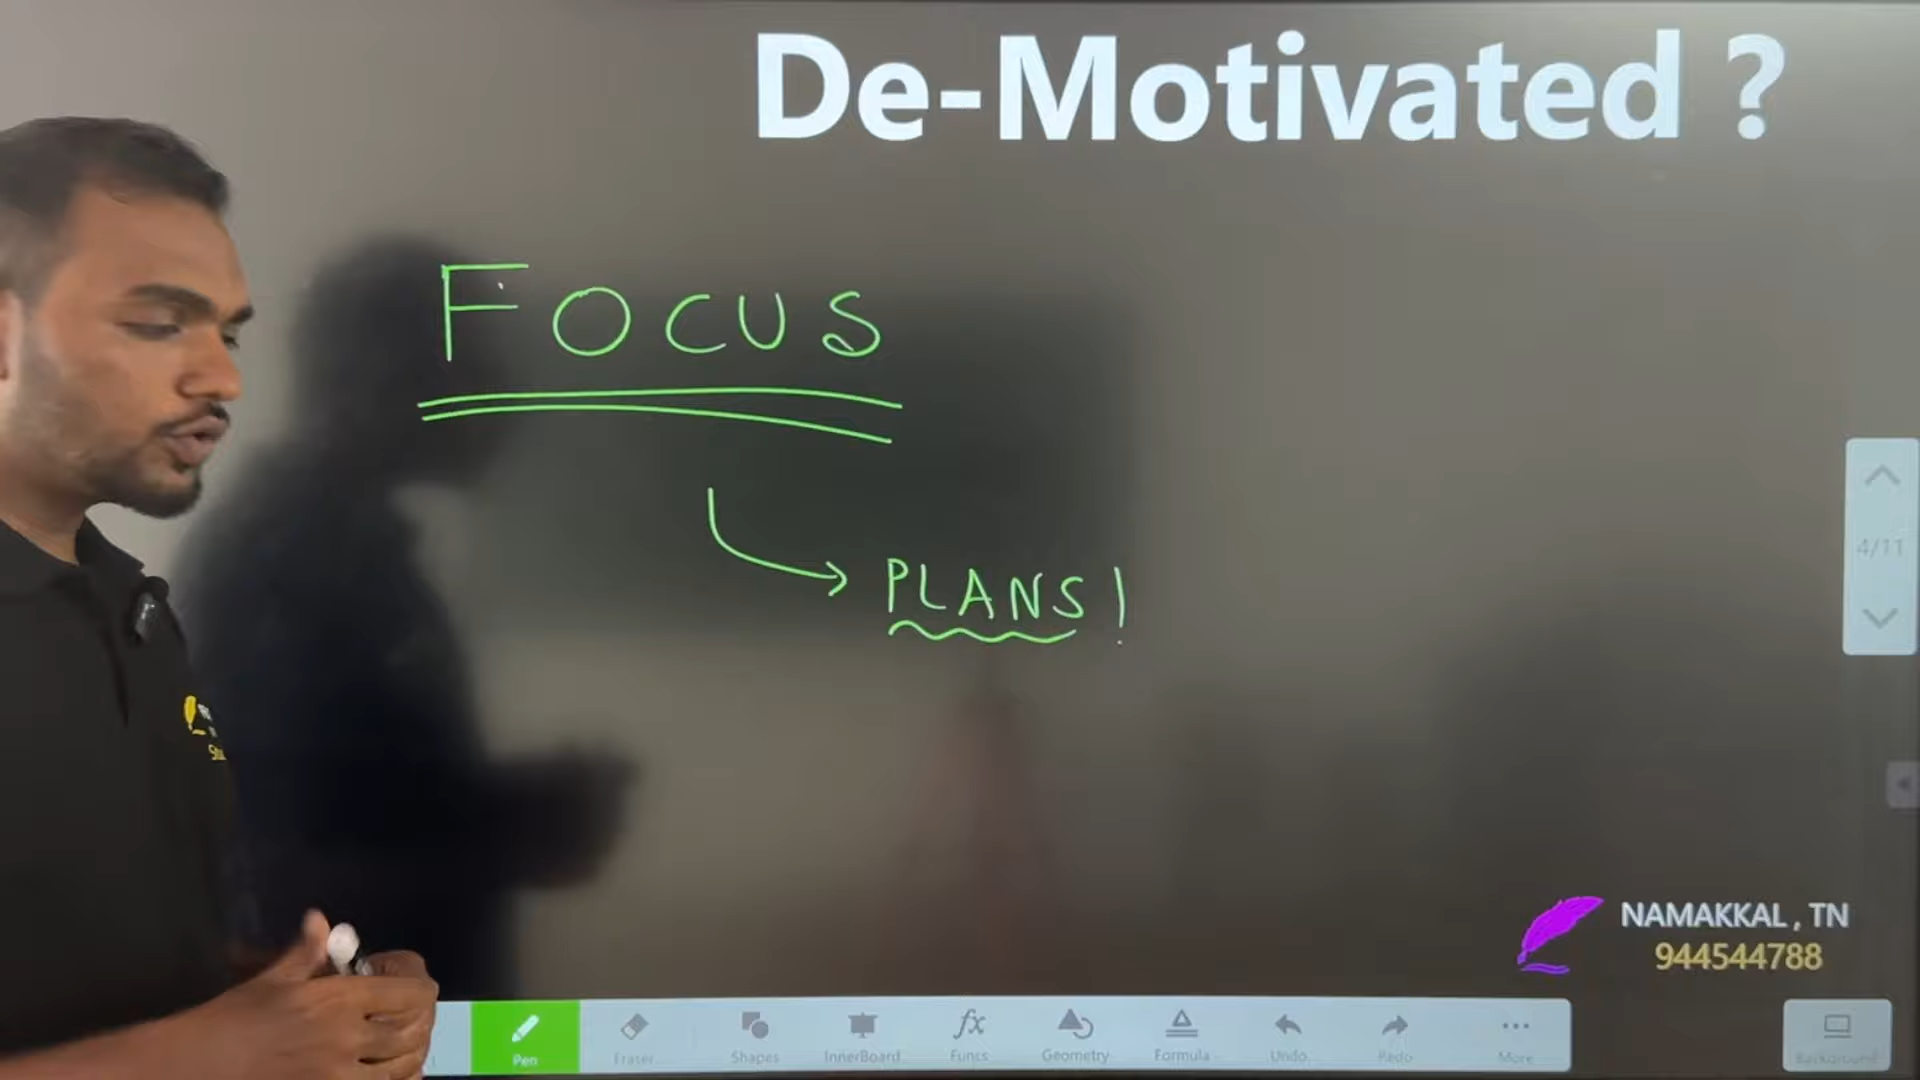 De-Motivated ?
FOCUS
PLANS!
4/11
NAMAKKAL, TN
944544788
Pen
Eraser
Shapes
InnerBoard
Funcs
Geometry
Formula
Undo
Redo
More
Background